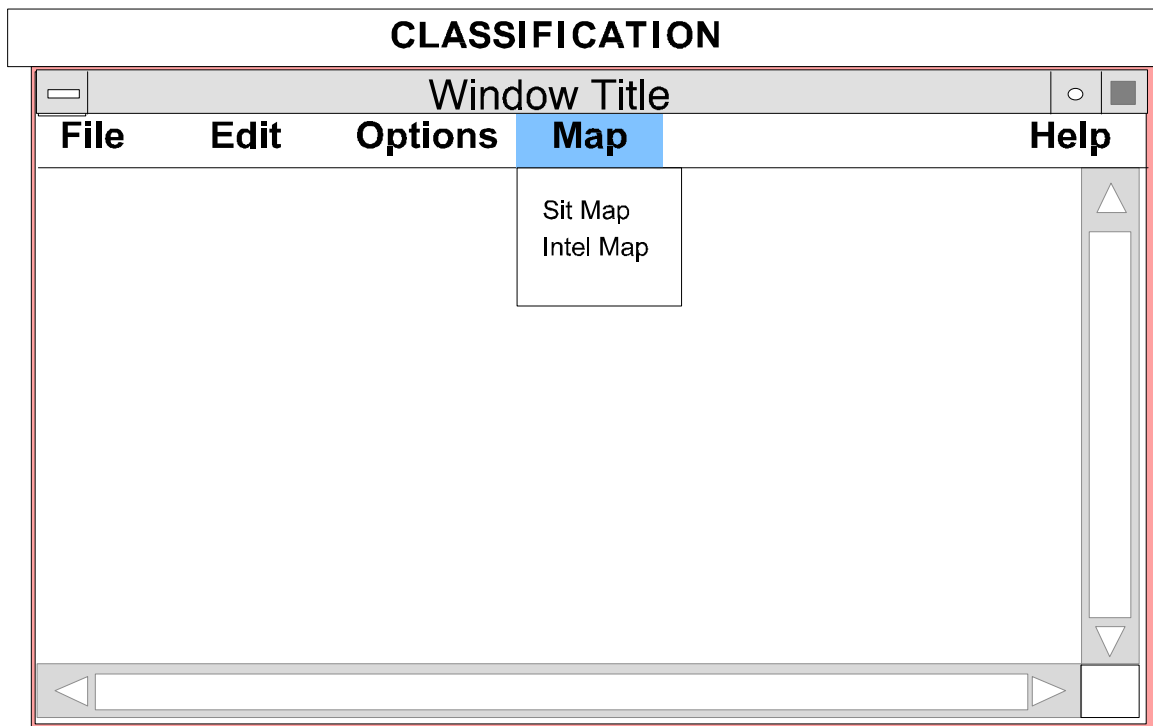 CLASSIFICATION
Window Title
File Edit Options Map Help
Sit Map
Intel Map